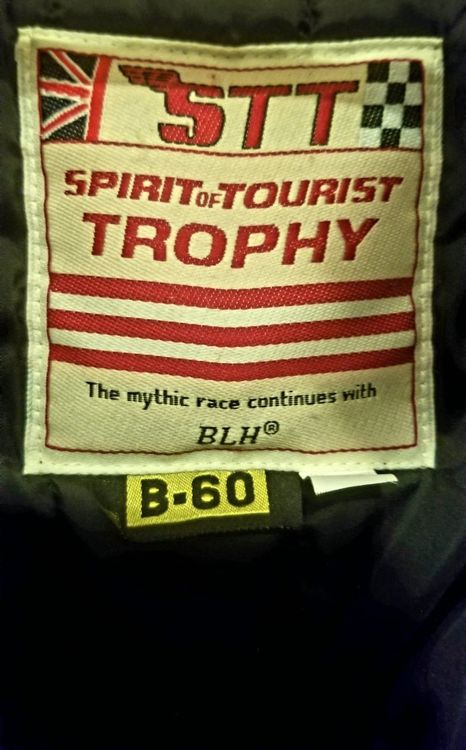 STT
SPIRIT OF TOURIST
TROPHY
The mythic race continues with
BLH®
B-60